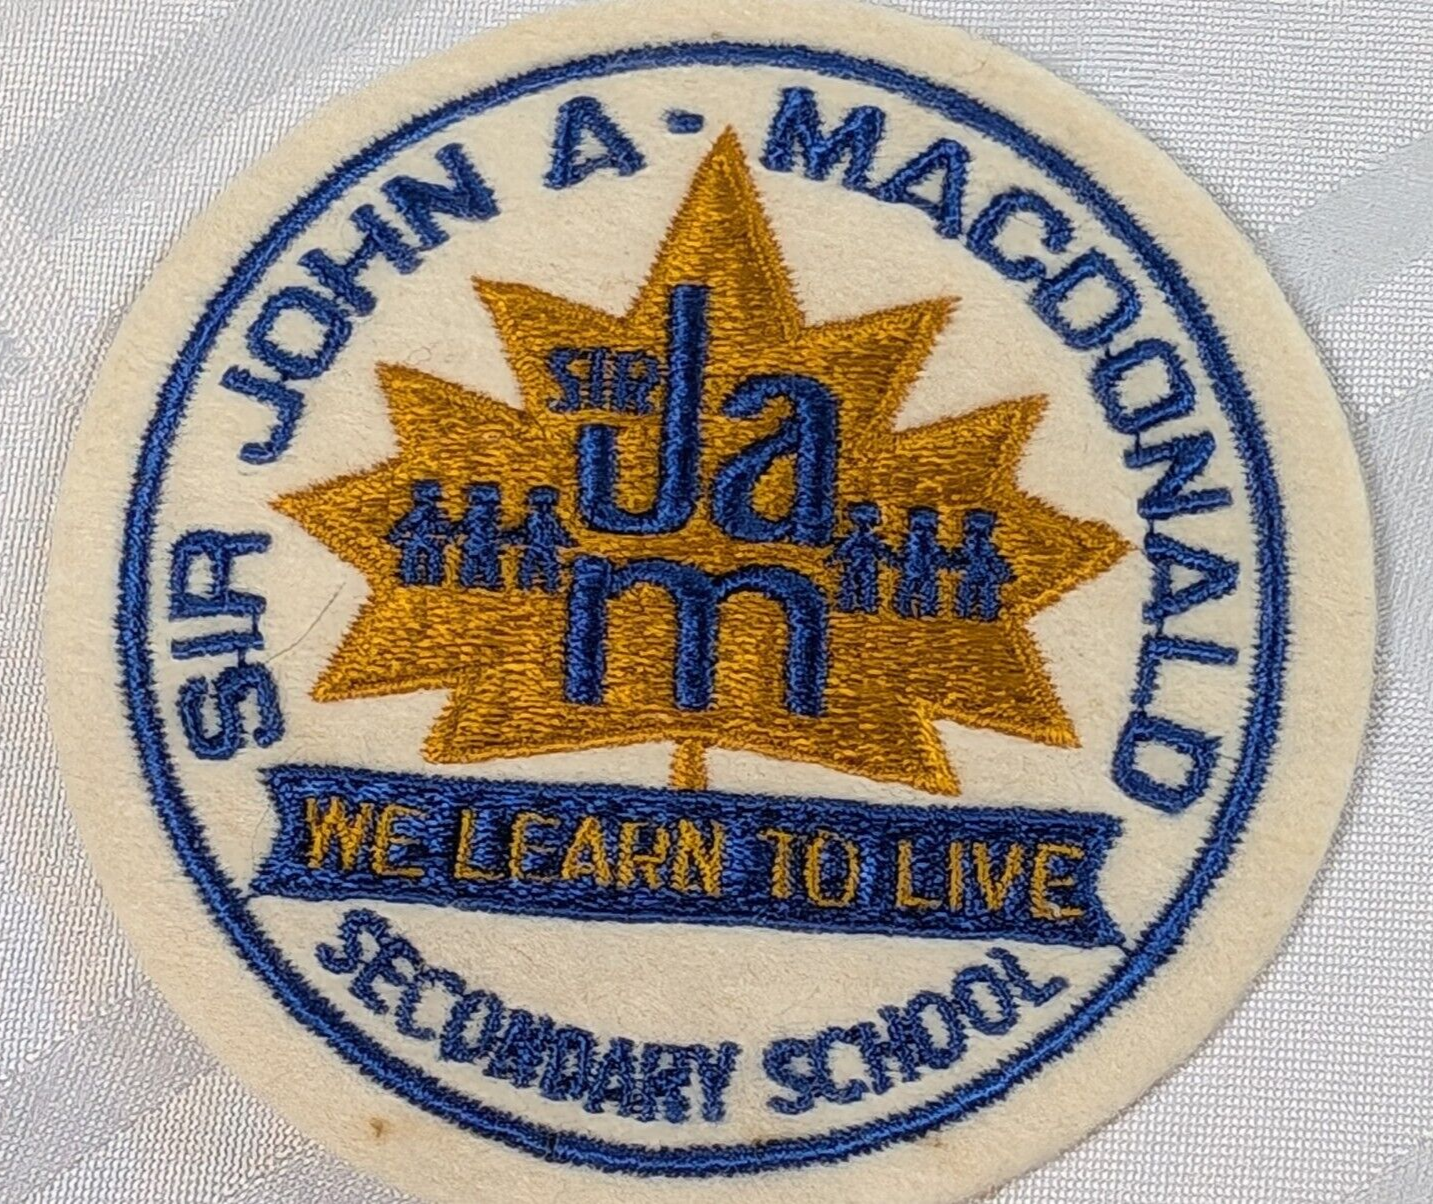 SIR JOHN A. MACDONALD
SIR Ja
m
WE LEARN TO LIVE
SECONDARY SCHOOL